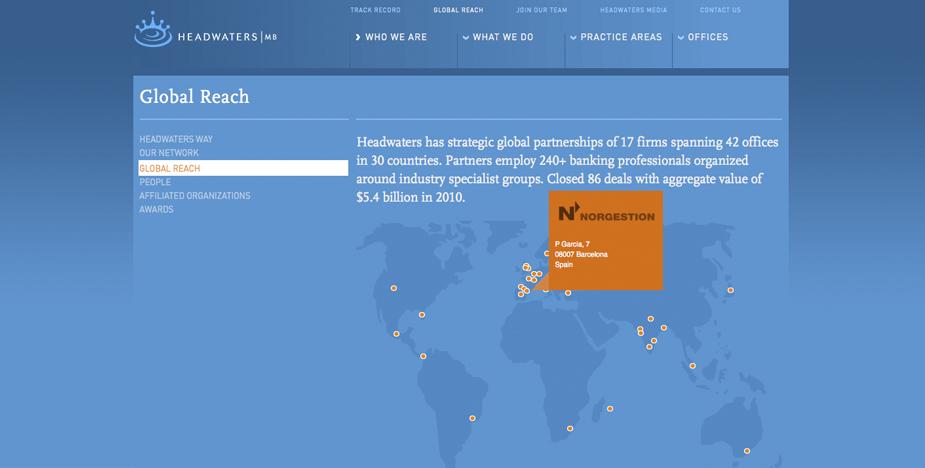 TRACK RECORD
GLOBAL REACH
JOIN OUR TEAM
HEADWATERS MEDIA
CONTACT US
HEADWATERS|MB
WHO WE ARE
WHAT WE DO
PRACTICE AREAS
OFFICES
Global Reach
HEADWATERS WAY
OUR NETWORK
GLOBAL REACH
PEOPLE
AFFILIATED ORGANIZATIONS
AWARDS
Headwaters has strategic global partnerships of 17 firms spanning 42 offices
in 30 countries. Partners employ 240+ banking professionals organized
around industry specialist groups. Closed 86 deals with aggregate value of
$5.4 billion in 2010.
N NORGESTION
P Garcia, 7
08007 Barcelona
Spain